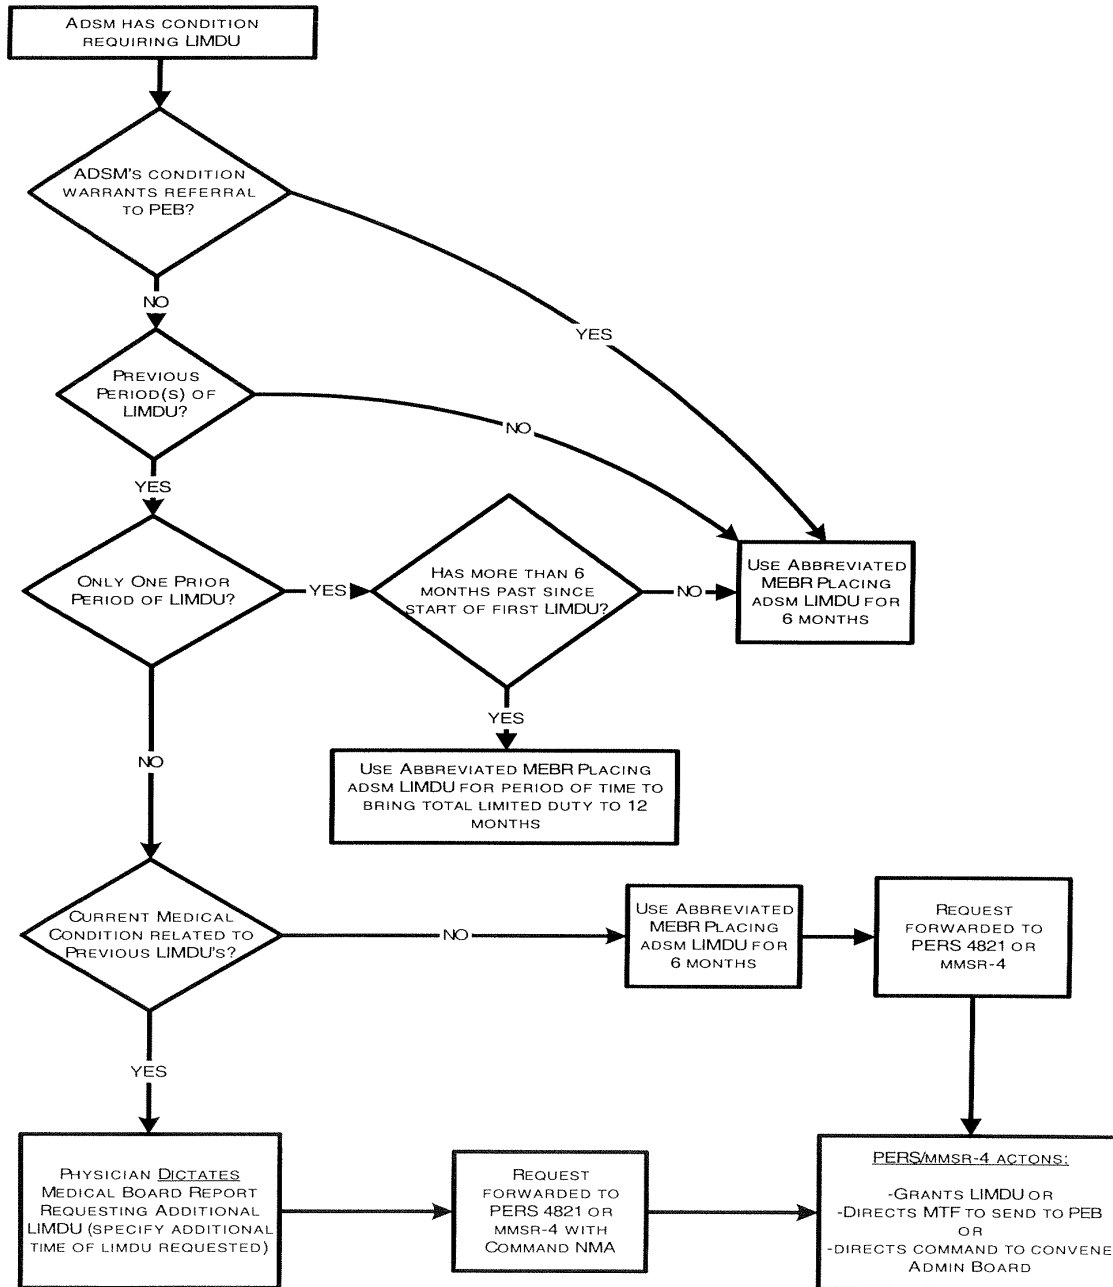 ADSM HAS CONDITION
REQUIRING LIMDU
ADSM'S CONDITION
WARRANTS REFERRAL
TO PEB?
NO
YES
PREVIOUS
PERIOD(S) OF
LIMDU?
NO
YES
ONLY ONE PRIOR
PERIOD OF LIMDU?
YES
HAS MORE THAN 6
MONTHS PAST SINCE
START OF FIRST LIMDU?
NO
USE ABBREVIATED
MEBR PLACING
ADSM LIMDU FOR
6 MONTHS
YES
NO
USE ABBREVIATED MEBR PLACING
ADSM LIMDU FOR PERIOD OF TIME TO
BRING TOTAL LIMITED DUTY TO 12
MONTHS
CURRENT MEDICAL
CONDITION RELATED TO
PREVIOUS LIMDU'S?
NO
USE ABBREVIATED
MEBR PLACING
ADSM LIMDU FOR
6 MONTHS
REQUEST
FORWARDED TO
PERS 4821 OR
MMSR-4
YES
PHYSICIAN DICTATES
MEDICAL BOARD REPORT
REQUESTING ADDITIONAL
LIMDU (SPECIFY ADDITIONAL
TIME OF LIMDU REQUESTED)
REQUEST
FORWARDED TO
PERS 4821 OR
MMSR-4 WITH
COMMAND NMA
PERS/MMSR-4 ACTONS:
-GRANTS LIMDU OR
-DIRECTS MTF TO SEND TO PEB
OR
-DIRECTS COMMAND TO CONVENE
ADMIN BOARD